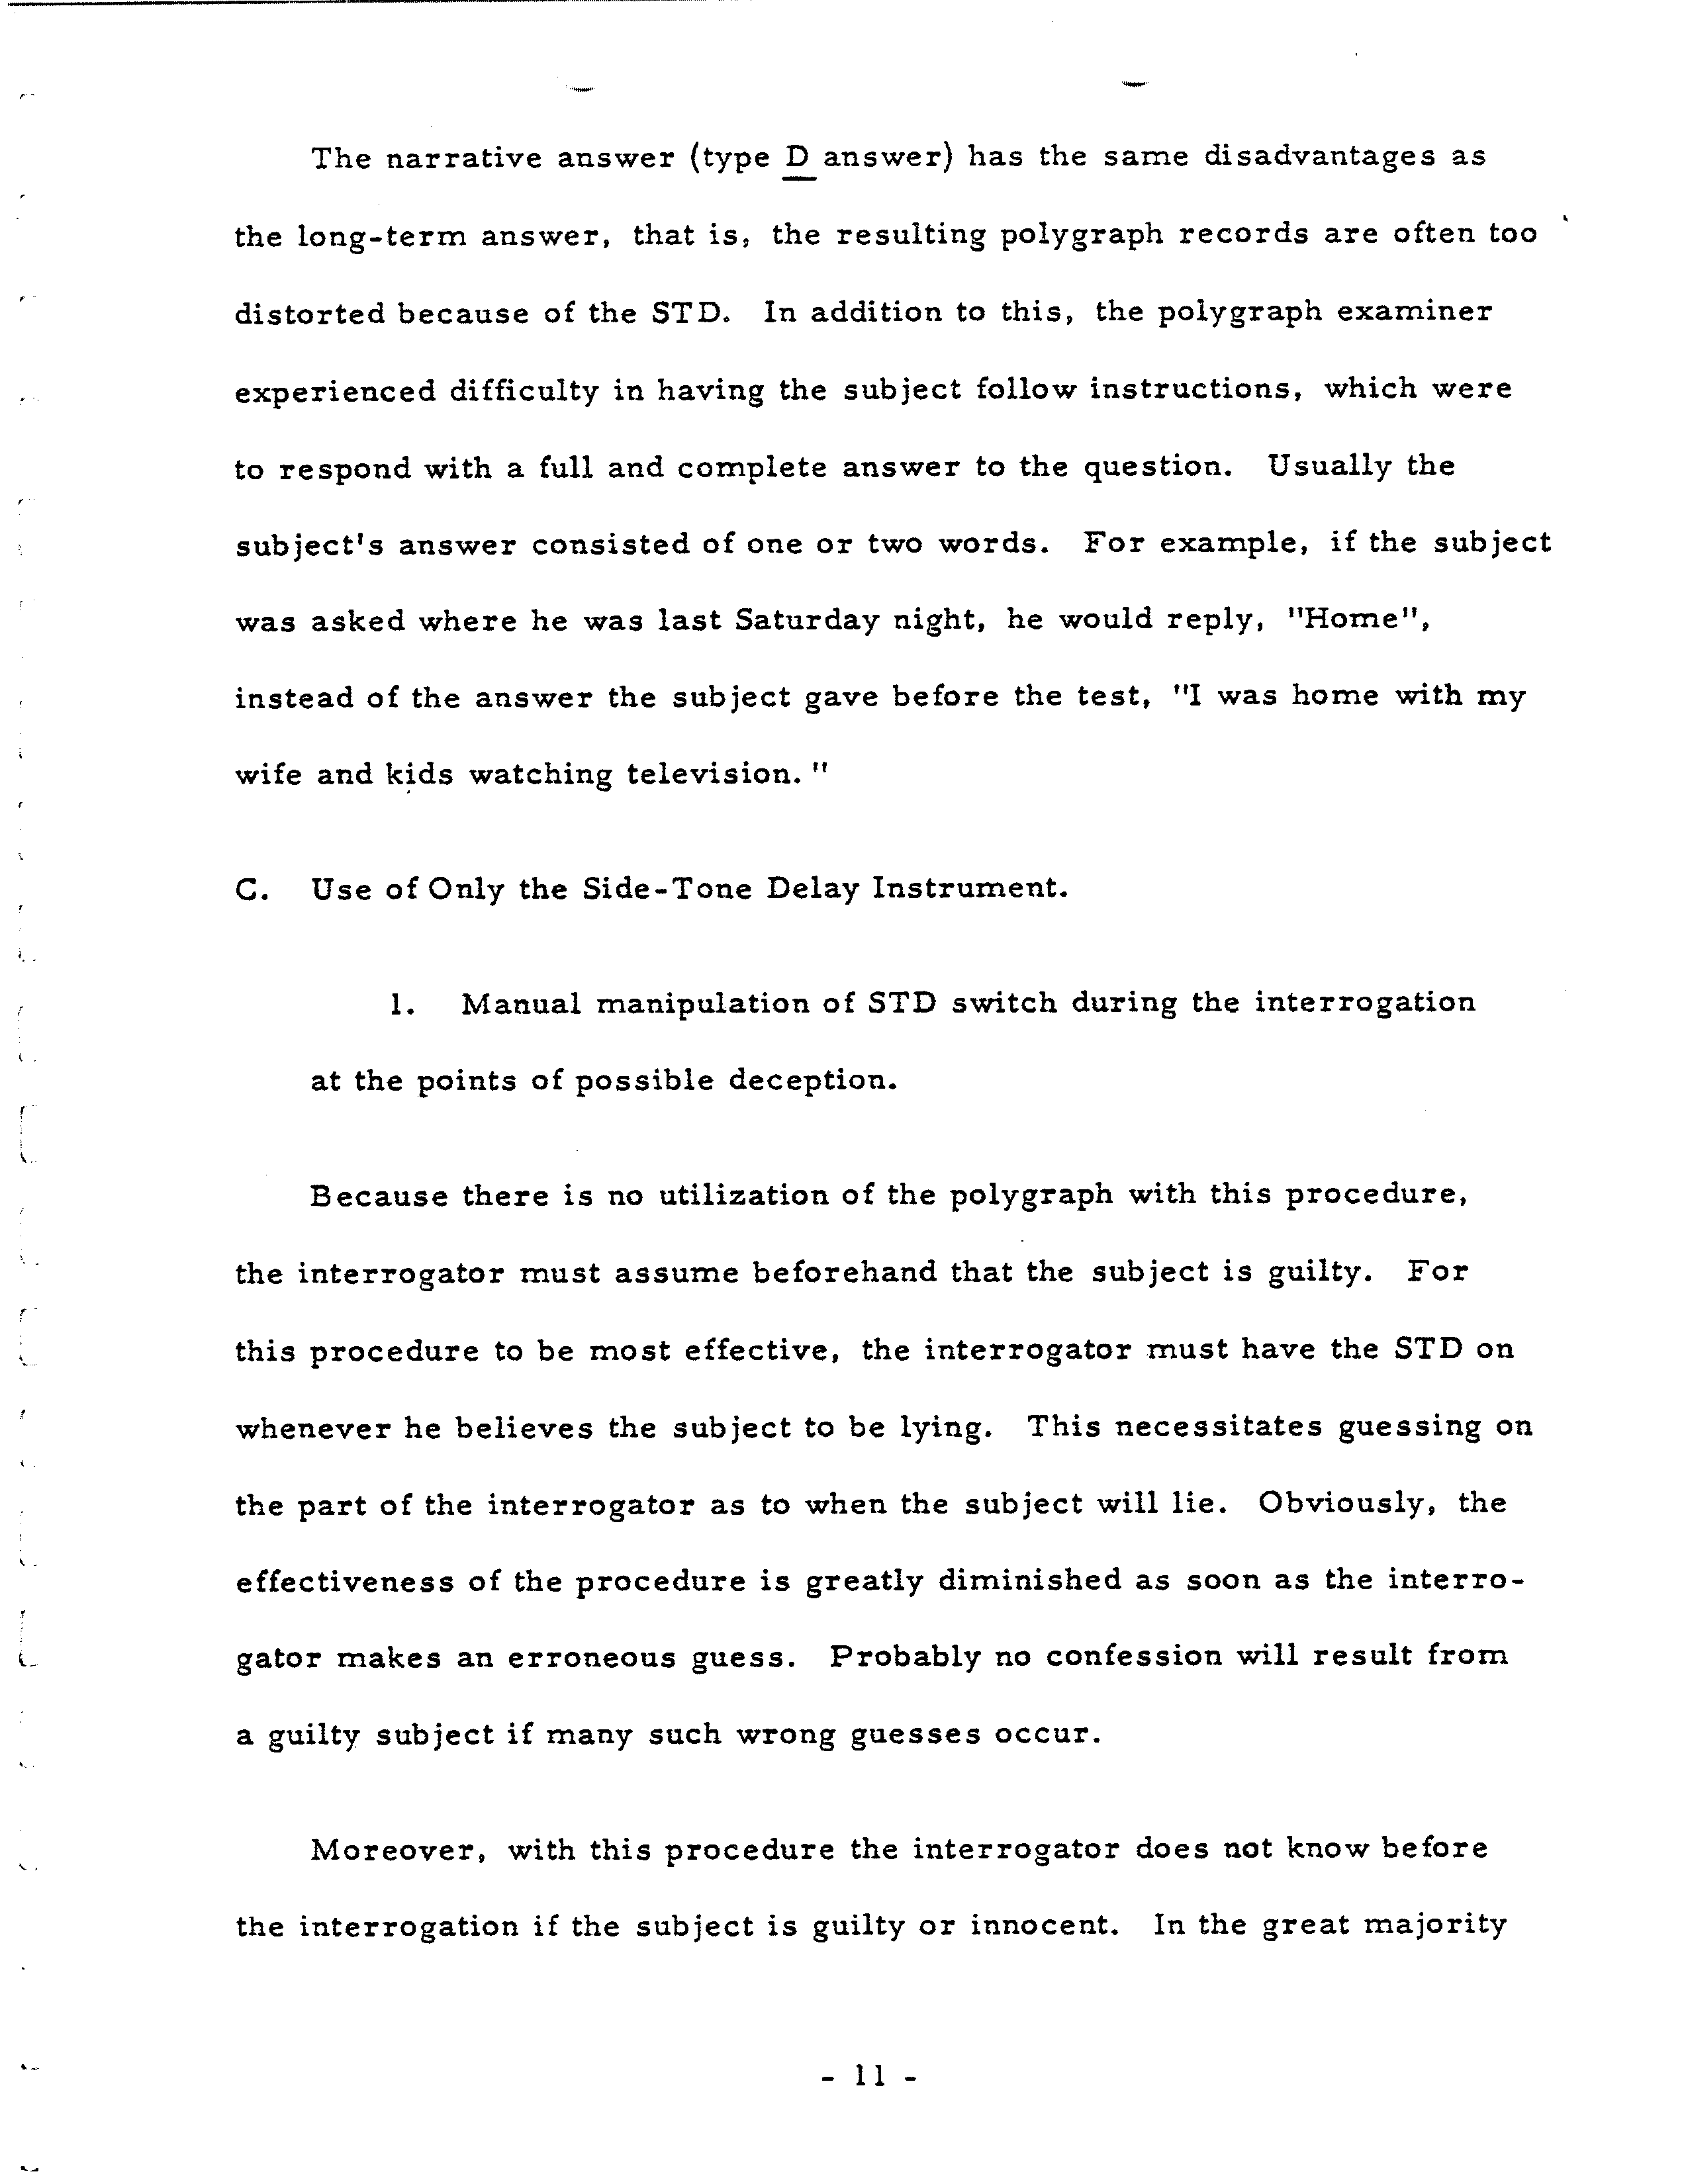 The narrative answer (type D answer) has the same disadvantages as
the long-term answer, that is, the resulting polygraph records are often too
distorted because of the STD. In addition to this, the polygraph examiner
experienced difficulty in having the subject follow instructions, which were
to respond with a full and complete answer to the question. Usually the
subject's answer consisted of one or two words. For example, if the subject
was asked where he was last Saturday night, he would reply, "Home",
instead of the answer the subject gave before the test, "I was home with my
wife and kids watching television. "
C. Use of Only the Side-Tone Delay Instrument.
1. Manual manipulation of STD switch during the interrogation
at the points of possible deception.
Because there is no utilization of the polygraph with this procedure,
the interrogator must assume beforehand that the subject is guilty. For
this procedure to be most effective, the interrogator must have the STD on
whenever he believes the subject to be lying. This necessitates guessing on
the part of the interrogator as to when the subject will lie. Obviously, the
effectiveness of the procedure is greatly diminished as soon as the interro-
gator makes an erroneous guess. Probably no confession will result from
a guilty subject if many such wrong guesses occur.
Moreover, with this procedure the interrogator does not know before
the interrogation if the subject is guilty or innocent. In the great majority
- 11 -